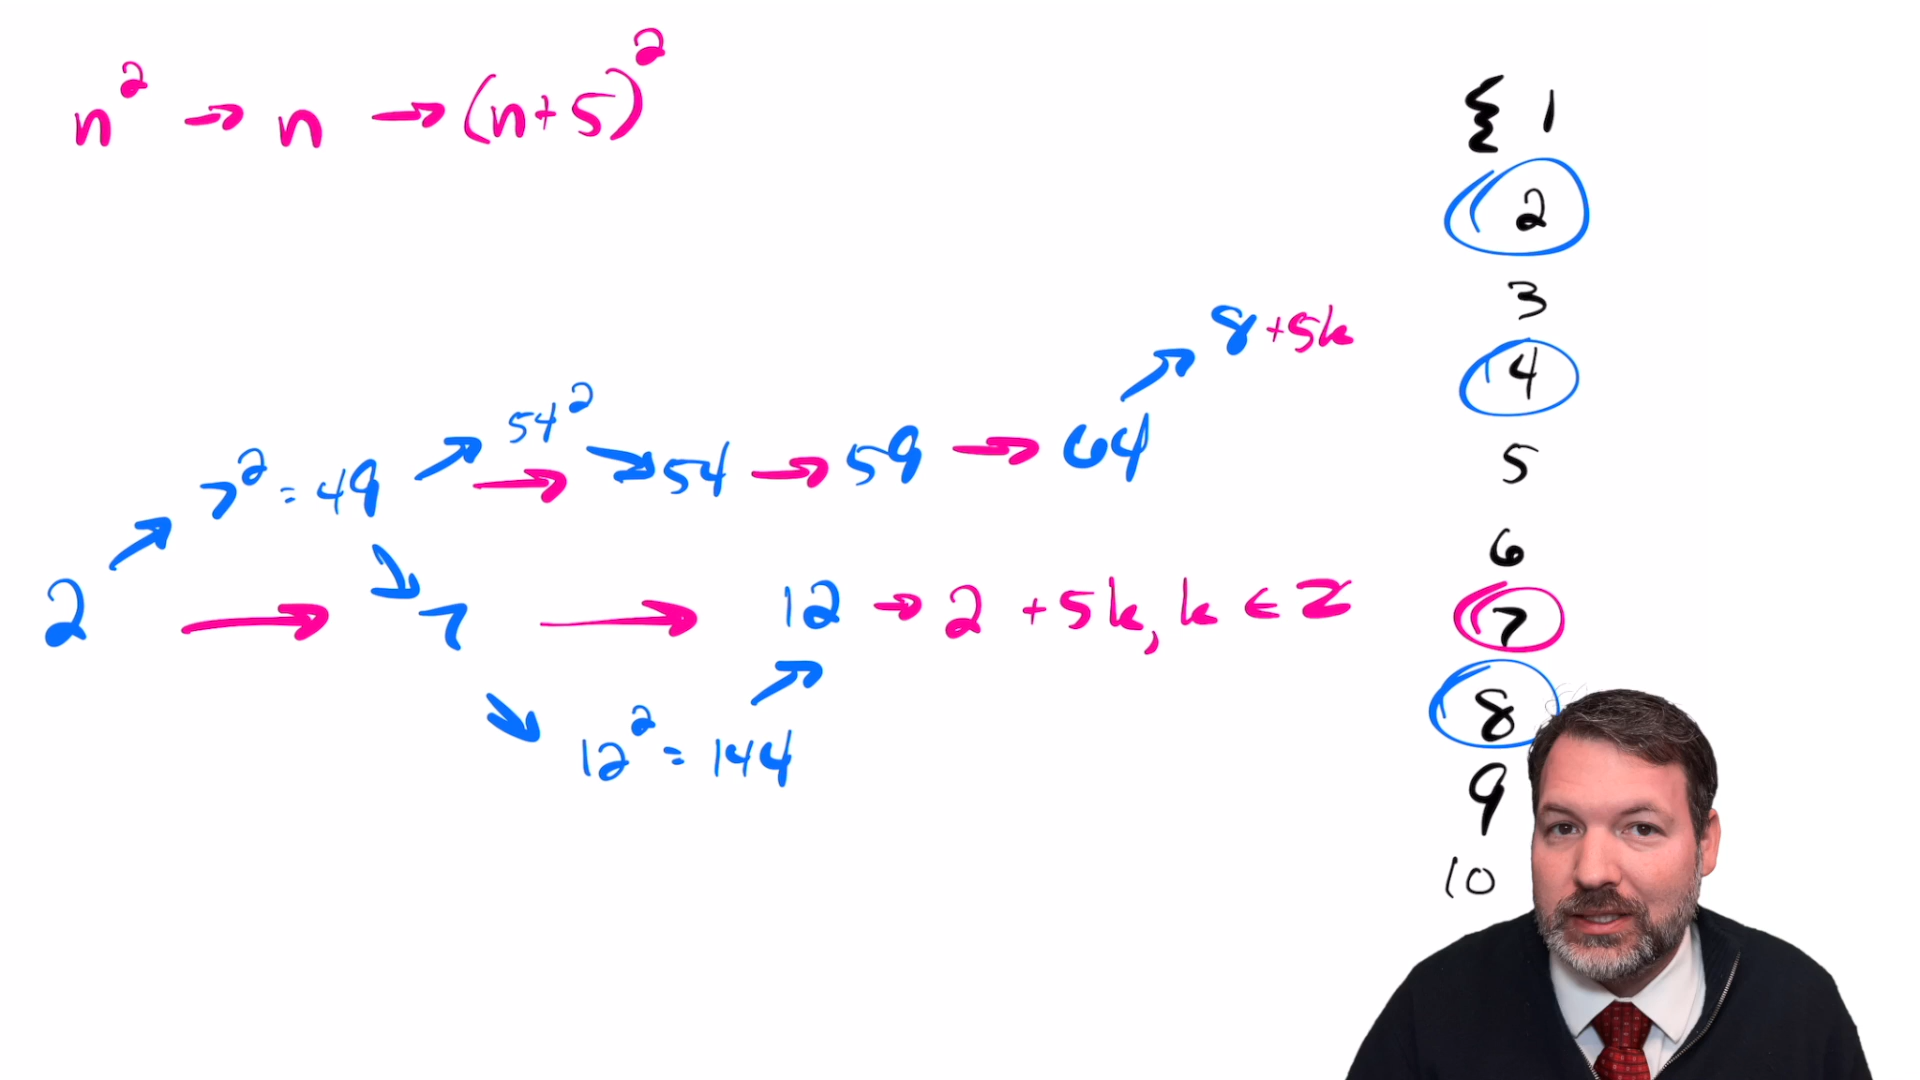 n² → n → (n+5)²
{ 1
2
3
8+5k
4
54²
7² = 49 → 54 → 59 → 64
5
6
2 → 7 → 12 → 2 +5k, k ∈ Z
7
8
12² = 144
9
10